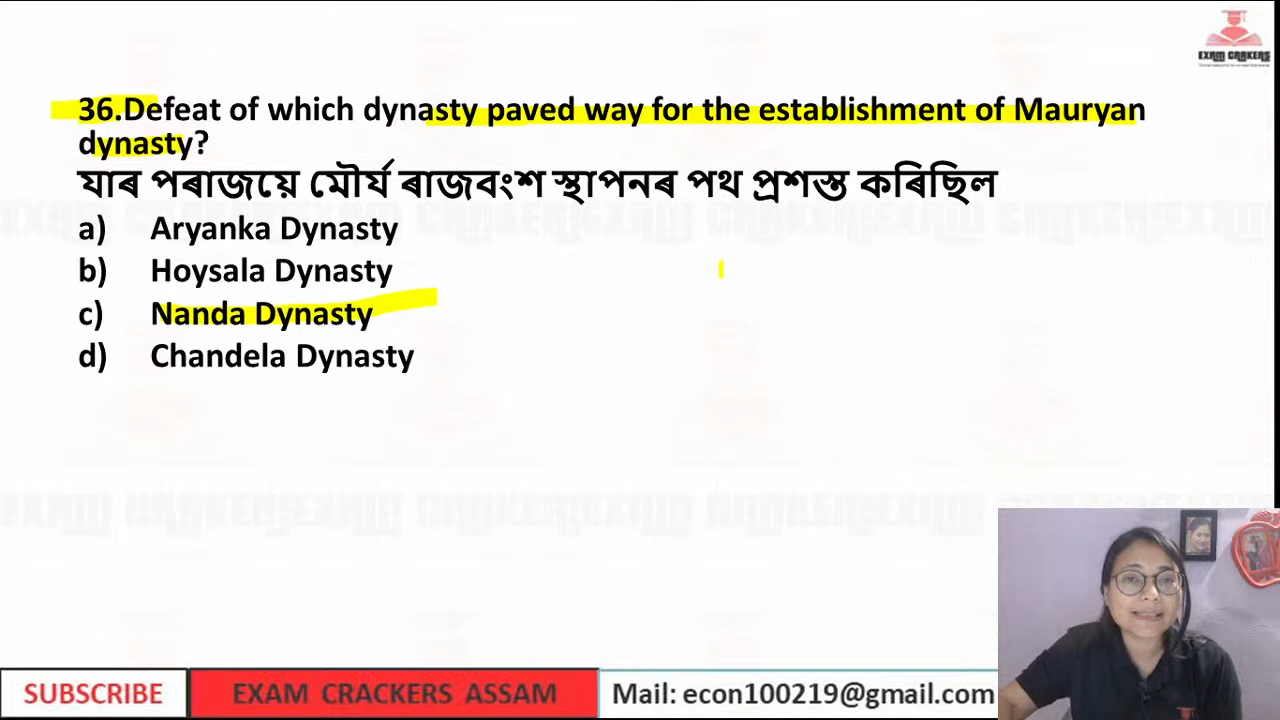 EXAM CRAKERS
36.Defeat of which dynasty paved way for the establishment of Mauryan
dynasty?
যাৰ পৰাজয়ে মৌৰ্য ৰাজবংশ স্থাপনৰ পথ প্ৰশস্ত কৰিছিল
a) Aryanka Dynasty
b) Hoysala Dynasty
c) Nanda Dynasty
d) Chandela Dynasty
SUBSCRIBE EXAM CRACKERS ASSAM Mail: econ100219@gmail.com